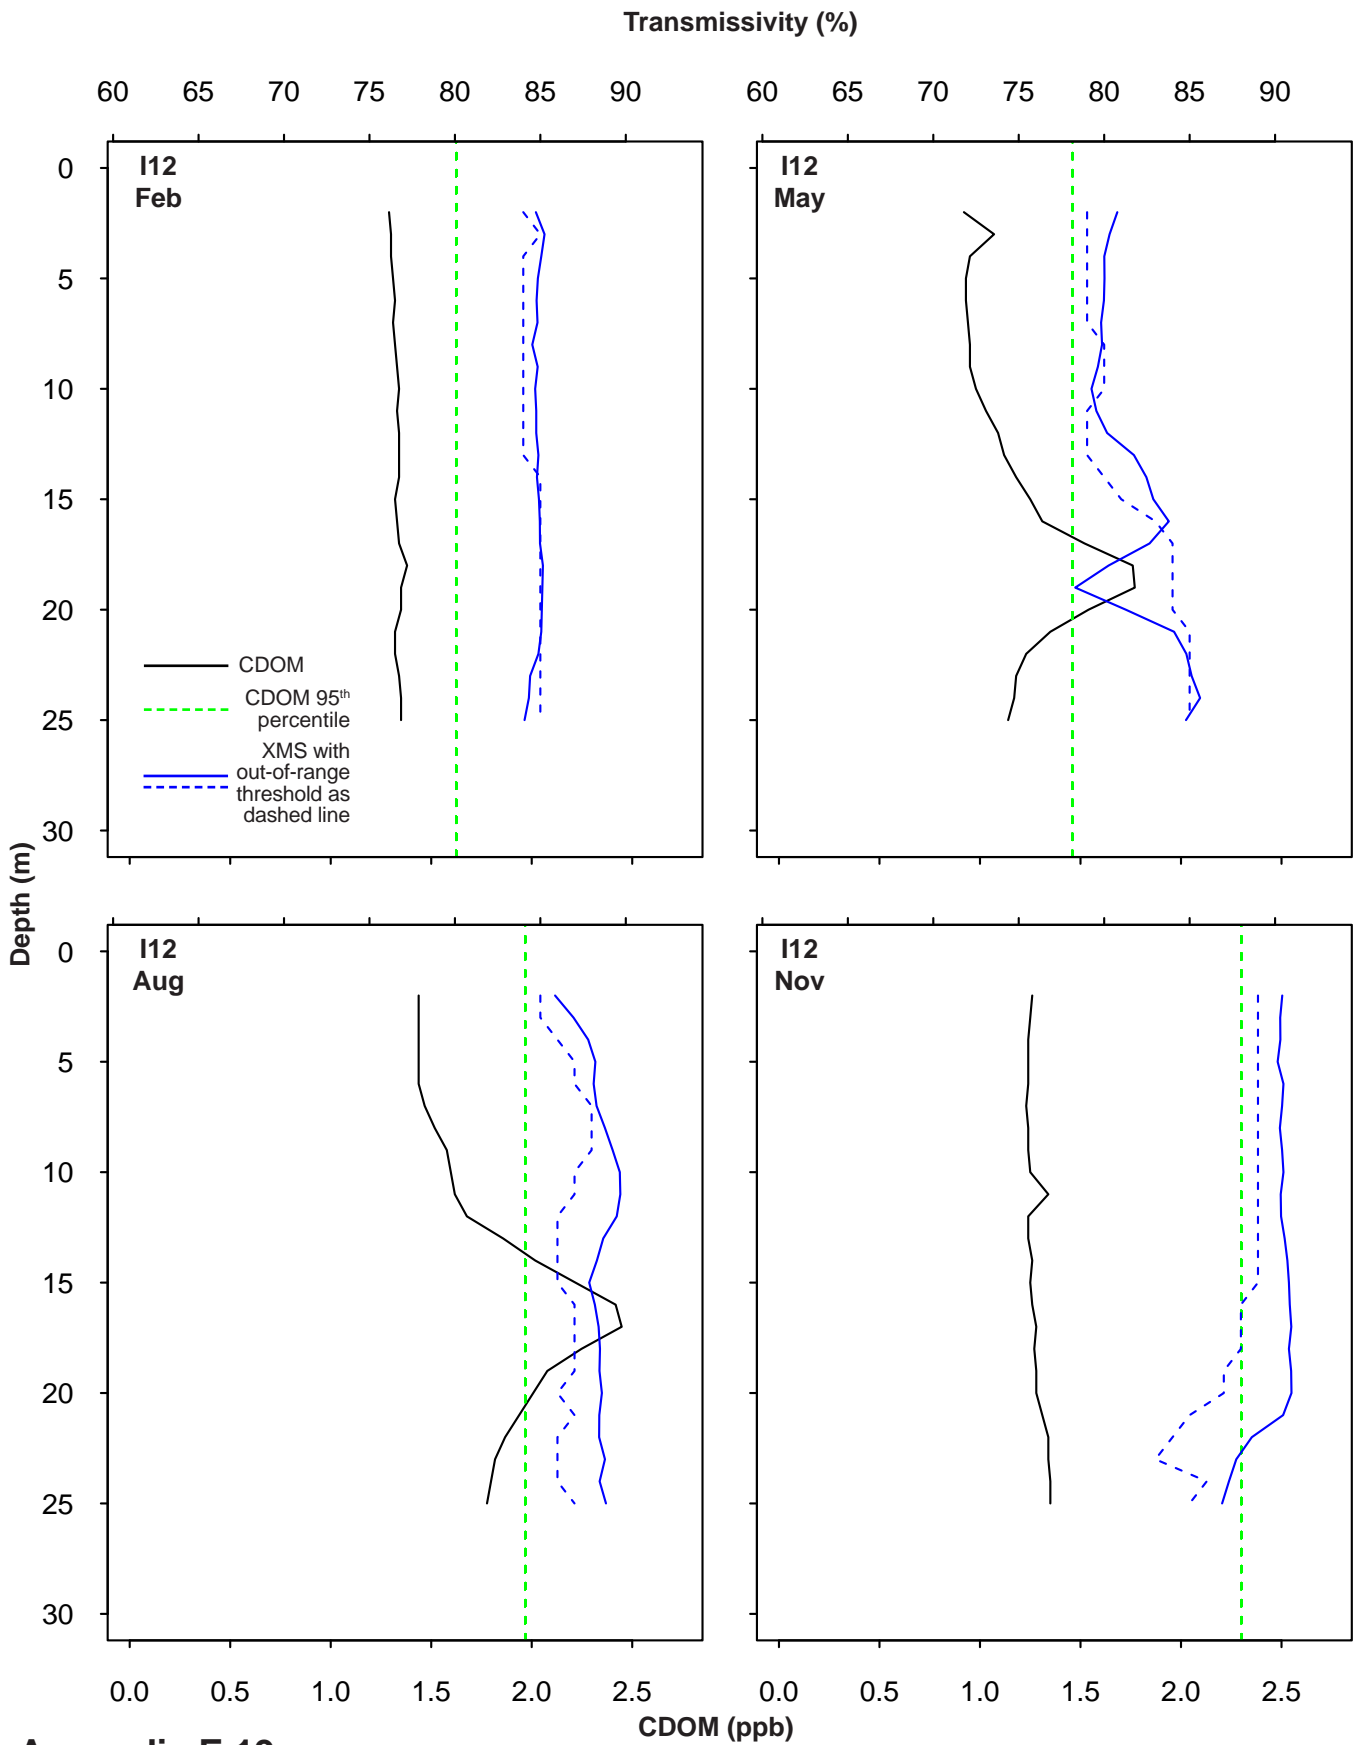 Transmissivity (%)
60 65 70 75 80 85 90 60 65 70 75 80 85 90
I12
Feb
I12
May
0
5
10
15
20
25
30
CDOM
CDOM 95th
percentile
XMS with
out-of-range
threshold as
dashed line
Depth (m)
I12
Aug
I12
Nov
0
5
10
15
20
25
30
0.0 0.5 1.0 1.5 2.0 2.5 0.0 0.5 1.0 1.5 2.0 2.5
CDOM (ppb)